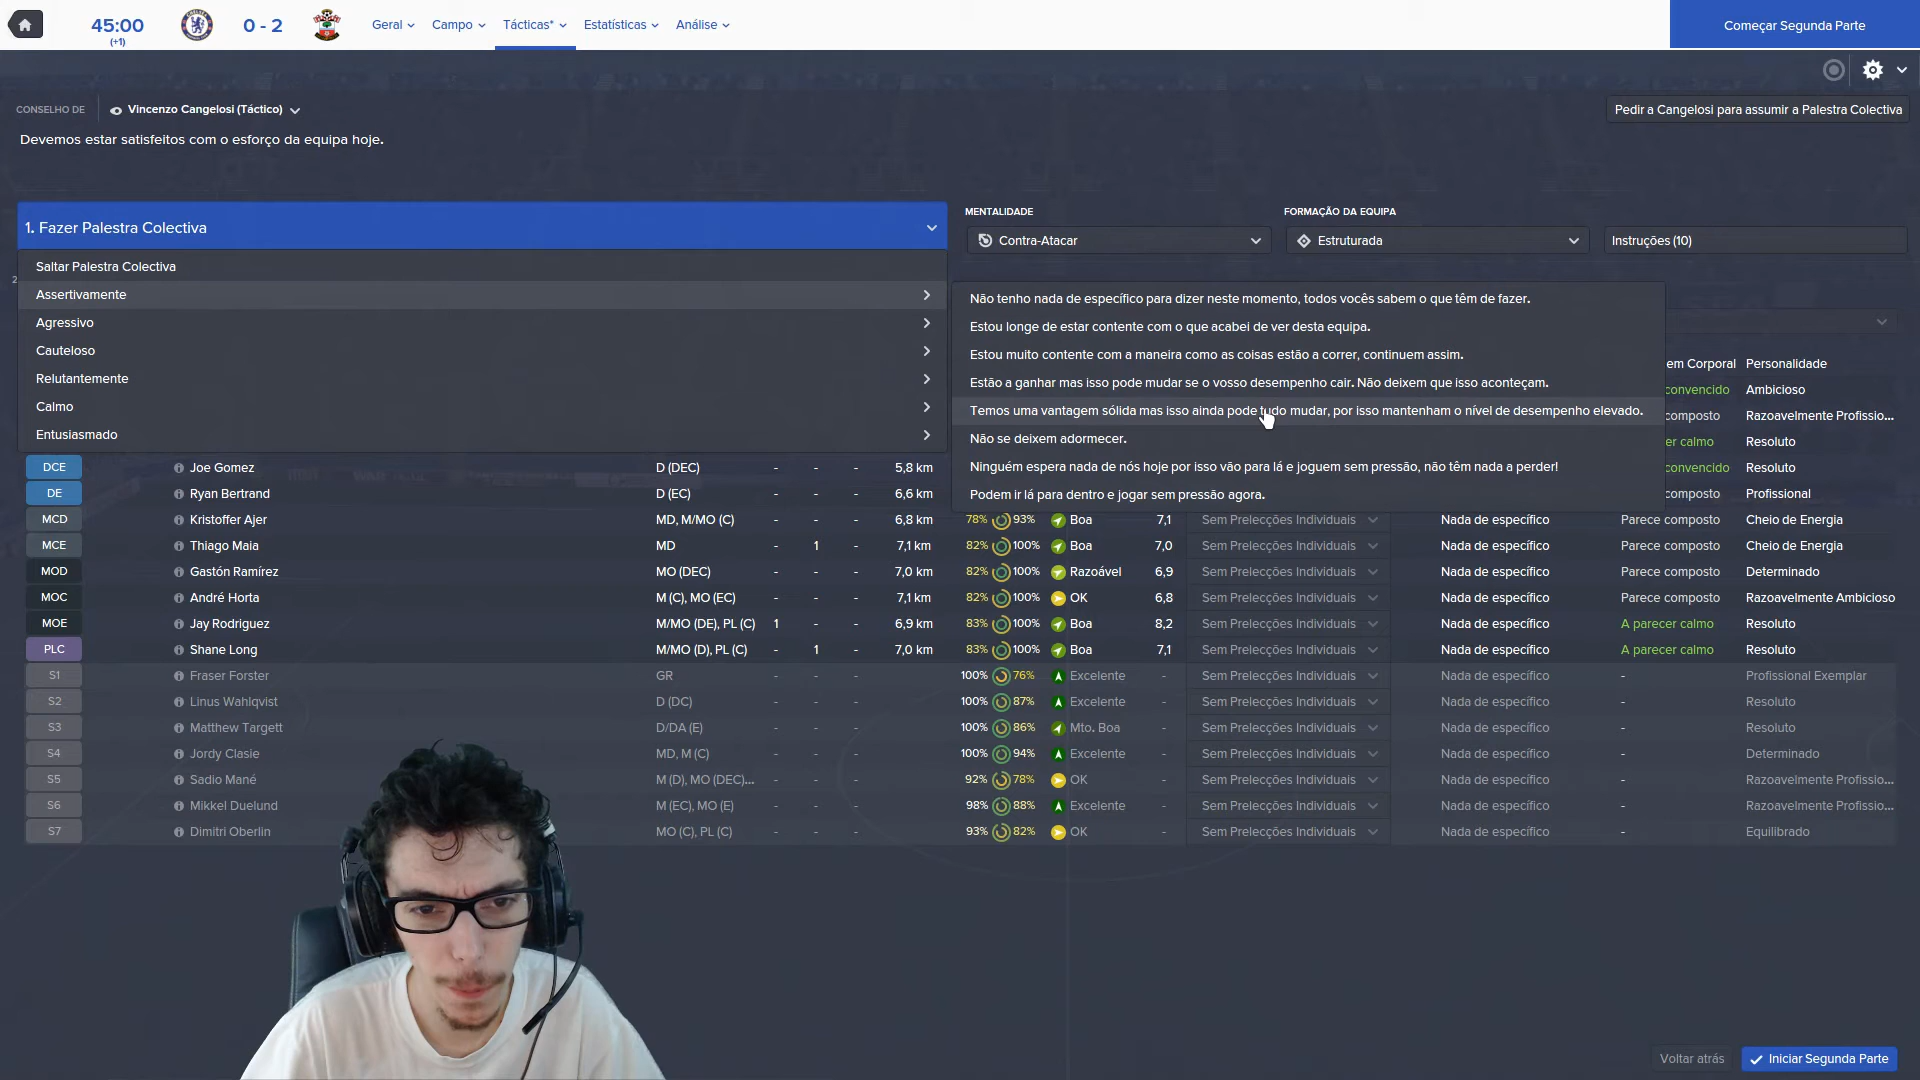 45:00
(+1)
0 - 2
Geral
Campo
Tácticas*
Estatísticas
Análise
Começar Segunda Parte
CONSELHO DE
Vincenzo Cangelosi (Táctico)
Pedir a Cangelosi para assumir a Palestra Colectiva
Devemos estar satisfeitos com o esforço da equipa hoje.
1. Fazer Palestra Colectiva
MENTALIDADE
FORMAÇÃO DA EQUIPA
Contra-Atacar
Estruturada
Instruções (10)
Saltar Palestra Colectiva
2
Assertivamente
Agressivo
Cauteloso
Relutantemente
Calmo
Entusiasmado
Não tenho nada de específico para dizer neste momento, todos vocês sabem o que têm de fazer.
Estou longe de estar contente com o que acabei de ver desta equipa.
Estou muito contente com a maneira como as coisas estão a correr, continuem assim.
Estão a ganhar mas isso pode mudar se o vosso desempenho cair. Não deixem que isso aconteçam.
Temos uma vantagem sólida mas isso ainda pode tudo mudar, por isso mantenham o nível de desempenho elevado.
Não se deixem adormecer.
Ninguém espera nada de nós hoje por isso vão para lá e joguem sem pressão, não têm nada a perder!
Podem ir lá para dentro e jogar sem pressão agora.
em Corporal Personalidade
convencido Ambicioso
composto Razoavelmente Profissio...
er calmo Resoluto
DCE Joe Gomez D (DEC) - - - 5,8 km convencido Resoluto
DE Ryan Bertrand D (EC) - - - 6,6 km composto Profissional
MCD Kristoffer Ajer MD, M/MO (C) - - - 6,8 km 78% 93% Boa 7,1 Sem Prelecções Individuais Nada de específico Parece composto Cheio de Energia
MCE Thiago Maia MD - 1 - 7,1 km 82% 100% Boa 7,0 Sem Prelecções Individuais Nada de específico Parece composto Cheio de Energia
MOD Gastón Ramírez MO (DEC) - - - 7,0 km 82% 100% Razoável 6,9 Sem Prelecções Individuais Nada de específico Parece composto Determinado
MOC André Horta M (C), MO (EC) - - - 7,1 km 82% 100% OK 6,8 Sem Prelecções Individuais Nada de específico Parece composto Razoavelmente Ambicioso
MOE Jay Rodriguez M/MO (DE), PL (C) 1 - - 6,9 km 83% 100% Boa 8,2 Sem Prelecções Individuais Nada de específico A parecer calmo Resoluto
PLC Shane Long M/MO (D), PL (C) - 1 - 7,0 km 83% 100% Boa 7,1 Sem Prelecções Individuais Nada de específico A parecer calmo Resoluto
S1 Fraser Forster GR 100% 76% Excelente - Sem Prelecções Individuais Nada de específico - Profissional Exemplar
S2 Linus Wahlqvist D (DC) - - - 100% 87% Excelente - Sem Prelecções Individuais Nada de específico - Resoluto
S3 Matthew Targett D/DA (E) - - - 100% 86% Mto. Boa - Sem Prelecções Individuais Nada de específico - Resoluto
S4 Jordy Clasie MD, M (C) - - - 100% 94% Excelente - Sem Prelecções Individuais Nada de específico - Determinado
S5 Sadio Mané M (D), MO (DEC)... - - - 92% 78% OK - Sem Prelecções Individuais Nada de específico - Razoavelmente Profissio...
S6 Mikkel Duelund M (EC), MO (E) - - - 98% 88% Excelente - Sem Prelecções Individuais Nada de específico - Razoavelmente Profissio...
S7 Dimitri Oberlin MO (C), PL (C) - - - 93% 82% OK - Sem Prelecções Individuais Nada de específico - Equilibrado
Voltar atrás
Iniciar Segunda Parte